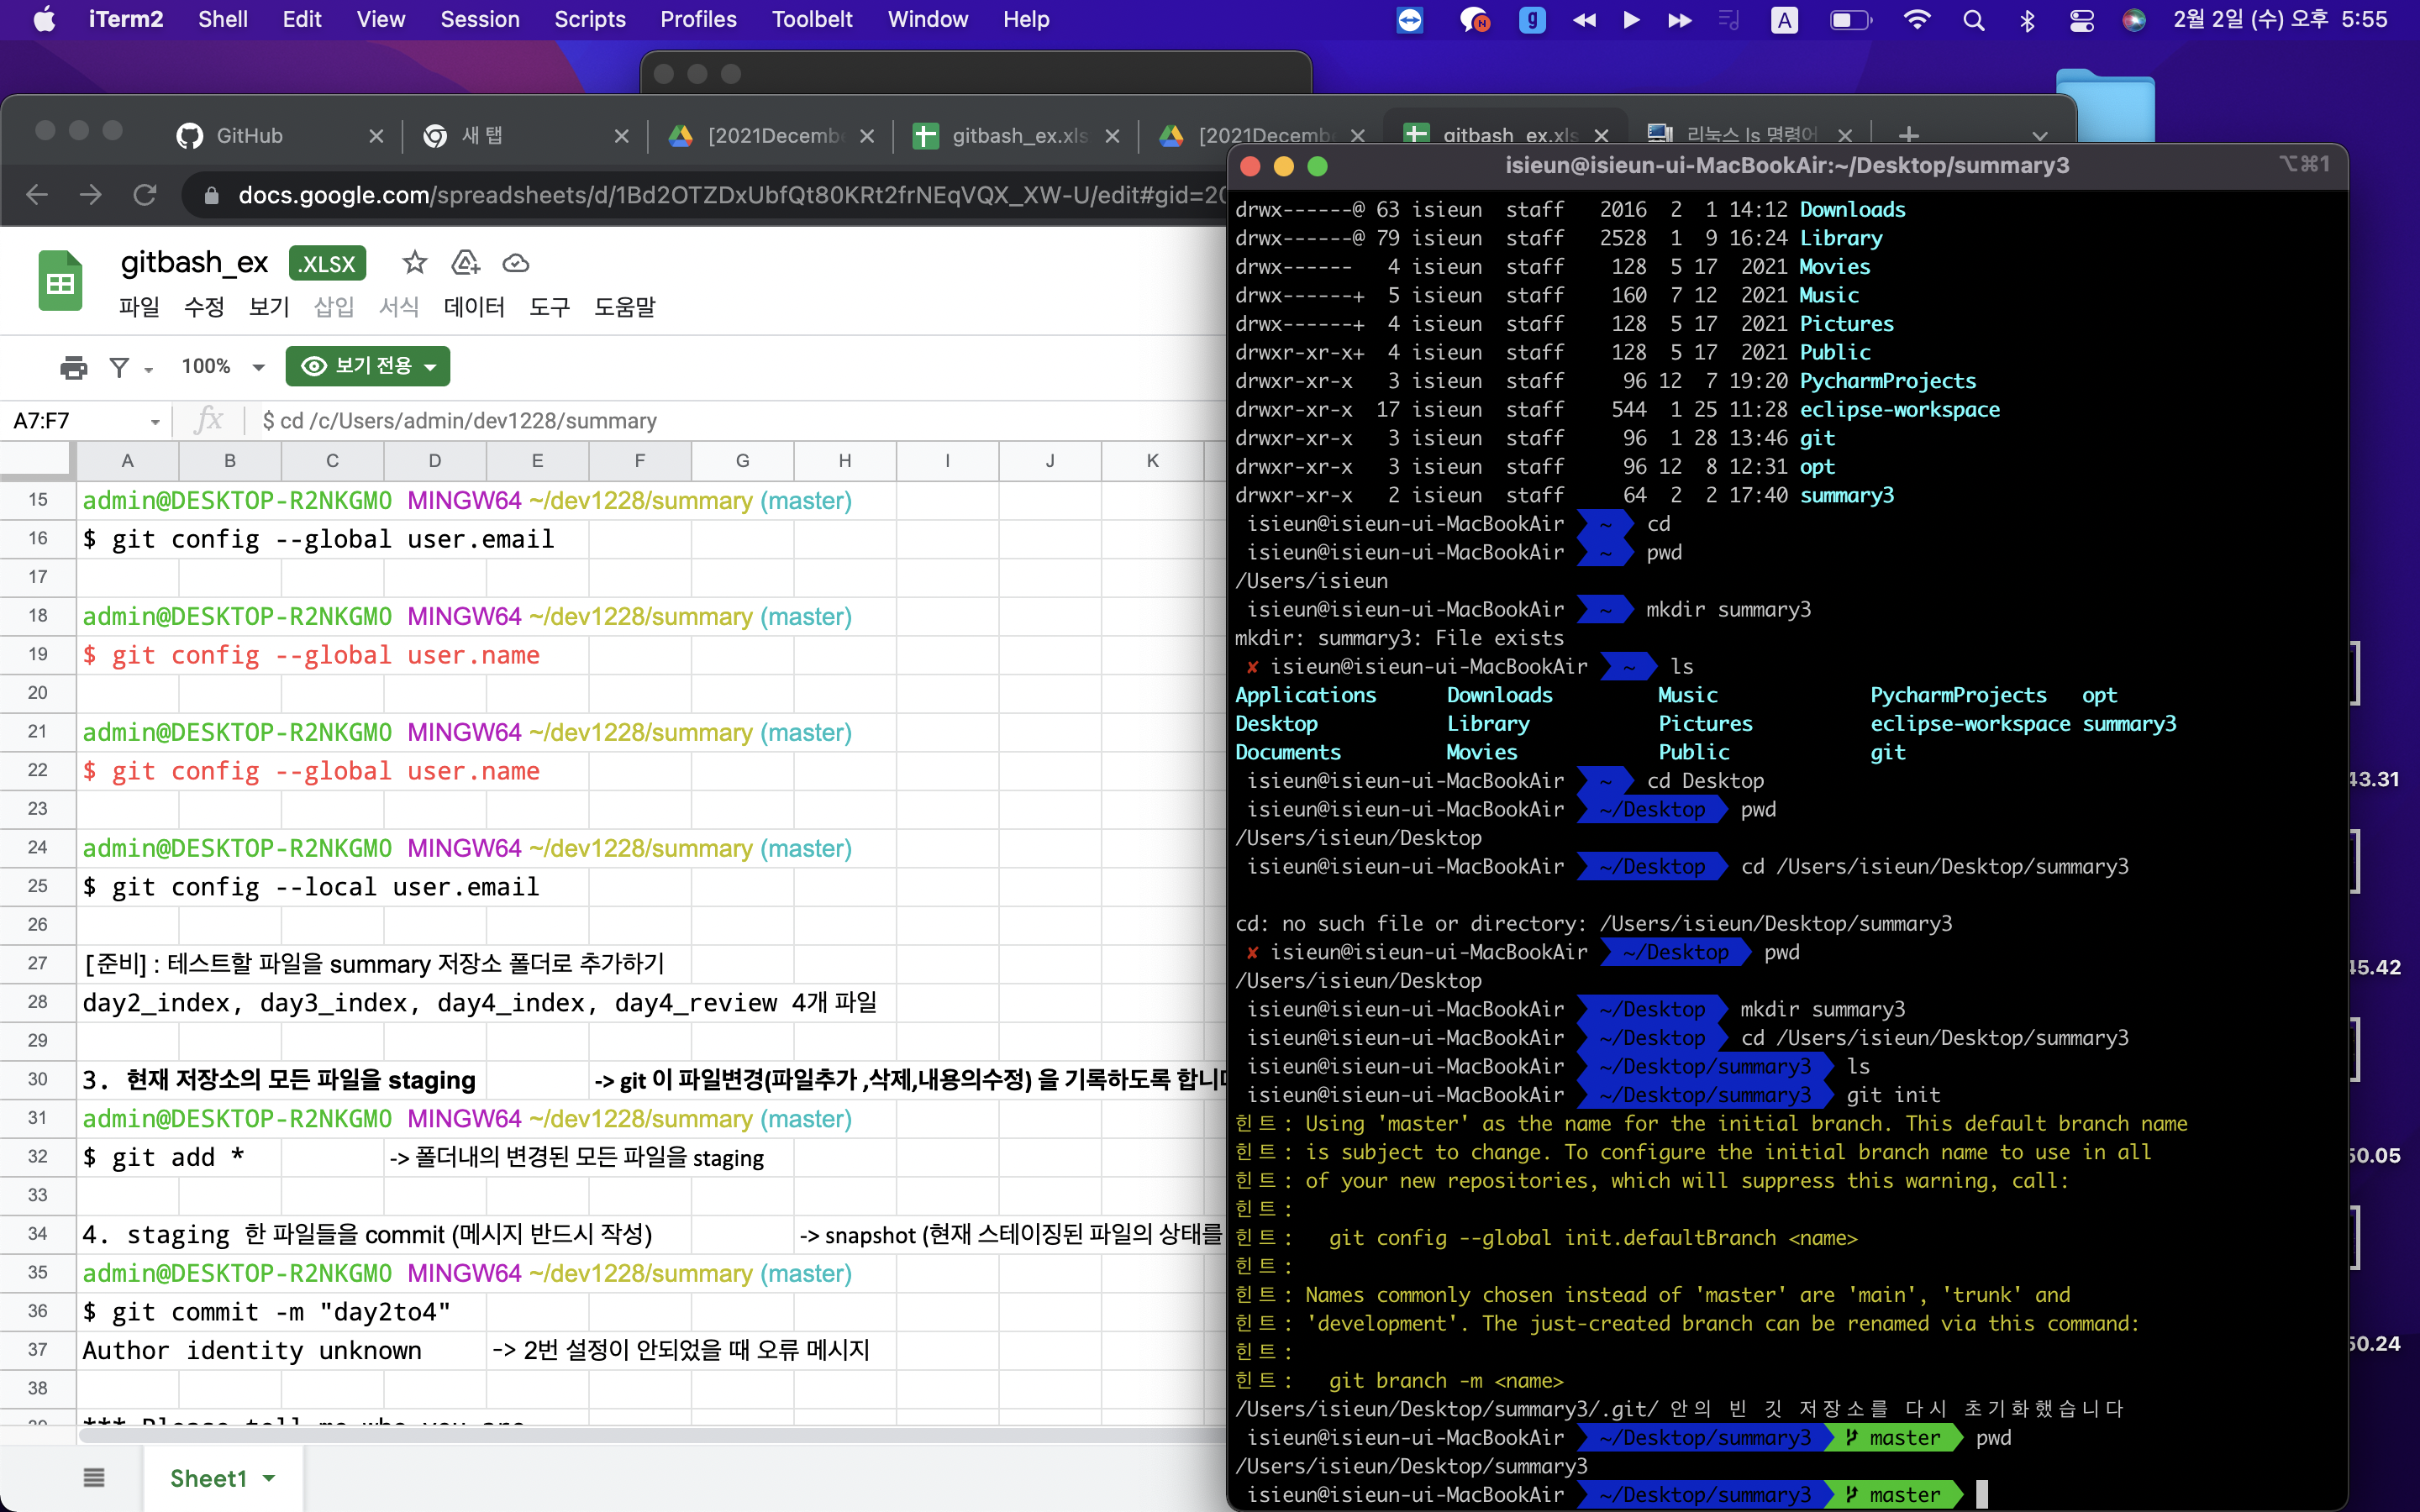 iTerm2 Shell Edit View Session Scripts Profiles Toolbelt Window Help
A 2월 2일 (수) 오후 5:55
GitHub
새 탭
[2021Decembe
gitbash_ex.xls
[2021Decembe
gitbash_ex.xls
리눅스 ls 명령어
docs.google.com/spreadsheets/d/1Bd2OTZDxUbfQt80KRt2frNEqVQX_XW-U/edit#gid=20
gitbash_ex .XLSX
파일 수정 보기 삽입 서식 데이터 도구 도움말
100% 보기 전용
A7:F7 fx $ cd /c/Users/admin/dev1228/summary
A B C D E F G H I J K
15 admin@DESKTOP-R2NKGM0 MINGW64 ~/dev1228/summary (master)
16 $ git config --global user.email
17
18 admin@DESKTOP-R2NKGM0 MINGW64 ~/dev1228/summary (master)
19 $ git config --global user.name
20
21 admin@DESKTOP-R2NKGM0 MINGW64 ~/dev1228/summary (master)
22 $ git config --global user.name
23
24 admin@DESKTOP-R2NKGM0 MINGW64 ~/dev1228/summary (master)
25 $ git config --local user.email
26
27 [준비] : 테스트할 파일을 summary 저장소 폴더로 추가하기
28 day2_index, day3_index, day4_index, day4_review 4개 파일
29
30 3. 현재 저장소의 모든 파일을 staging -> git 이 파일변경(파일추가 ,삭제,내용의수정) 을 기록하도록 합니다
31 admin@DESKTOP-R2NKGM0 MINGW64 ~/dev1228/summary (master)
32 $ git add * -> 폴더내의 변경된 모든 파일을 staging
33
34 4. staging 한 파일들을 commit (메시지 반드시 작성) -> snapshot (현재 스테이징된 파일의 상태를
35 admin@DESKTOP-R2NKGM0 MINGW64 ~/dev1228/summary (master)
36 $ git commit -m "day2to4"
37 Author identity unknown -> 2번 설정이 안되었을 때 오류 메시지
38
39 *** Please tell me who you are
Sheet1
isieun@isieun-ui-MacBookAir:~/Desktop/summary3 ⌥⌘1
drwx------@ 63 isieun staff 2016 2 1 14:12 Downloads
drwx------@ 79 isieun staff 2528 1 9 16:24 Library
drwx------ 4 isieun staff 128 5 17 2021 Movies
drwx------+ 5 isieun staff 160 7 12 2021 Music
drwx------+ 4 isieun staff 128 5 17 2021 Pictures
drwxr-xr-x+ 4 isieun staff 128 5 17 2021 Public
drwxr-xr-x 3 isieun staff 96 12 7 19:20 PycharmProjects
drwxr-xr-x 17 isieun staff 544 1 25 11:28 eclipse-workspace
drwxr-xr-x 3 isieun staff 96 1 28 13:46 git
drwxr-xr-x 3 isieun staff 96 12 8 12:31 opt
drwxr-xr-x 2 isieun staff 64 2 2 17:40 summary3
isieun@isieun-ui-MacBookAir ~ cd
isieun@isieun-ui-MacBookAir ~ pwd
/Users/isieun
isieun@isieun-ui-MacBookAir ~ mkdir summary3
mkdir: summary3: File exists
✘ isieun@isieun-ui-MacBookAir ~ ls
Applications Downloads Music PycharmProjects opt
Desktop Library Pictures eclipse-workspace summary3
Documents Movies Public git
isieun@isieun-ui-MacBookAir ~ cd Desktop
isieun@isieun-ui-MacBookAir ~/Desktop pwd
/Users/isieun/Desktop
isieun@isieun-ui-MacBookAir ~/Desktop cd /Users/isieun/Desktop/summary3
cd: no such file or directory: /Users/isieun/Desktop/summary3
✘ isieun@isieun-ui-MacBookAir ~/Desktop pwd
/Users/isieun/Desktop
isieun@isieun-ui-MacBookAir ~/Desktop mkdir summary3
isieun@isieun-ui-MacBookAir ~/Desktop cd /Users/isieun/Desktop/summary3
isieun@isieun-ui-MacBookAir ~/Desktop/summary3 ls
isieun@isieun-ui-MacBookAir ~/Desktop/summary3 git init
힌트: Using 'master' as the name for the initial branch. This default branch name
힌트: is subject to change. To configure the initial branch name to use in all
힌트: of your new repositories, which will suppress this warning, call:
힌트:
힌트: git config --global init.defaultBranch <name>
힌트:
힌트: Names commonly chosen instead of 'master' are 'main', 'trunk' and
힌트: 'development'. The just-created branch can be renamed via this command:
힌트:
힌트: git branch -m <name>
/Users/isieun/Desktop/summary3/.git/ 안의 빈 깃 저장소를 다시 초기화했습니다
isieun@isieun-ui-MacBookAir ~/Desktop/summary3 master pwd
/Users/isieun/Desktop/summary3
isieun@isieun-ui-MacBookAir ~/Desktop/summary3 master
43.31
45.42
50.05
50.24